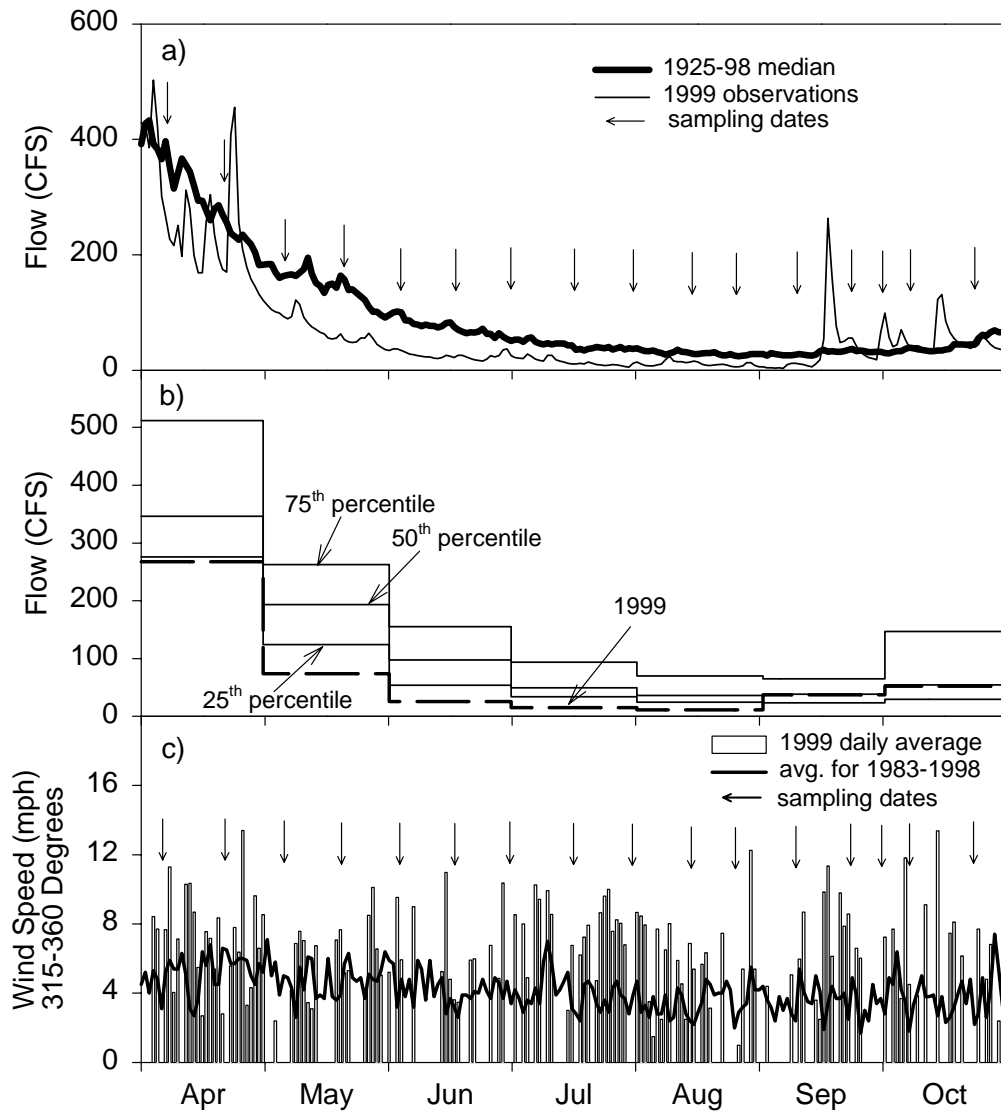 600
a)
1925-98 median
1999 observations
sampling dates
400
200
0
Flow (CFS)
b)
500
400
300
200
100
0
Flow (CFS)
75th percentile
50th percentile
1999
25th percentile
c)
1999 daily average
avg. for 1983-1998
sampling dates
16
12
8
4
0
Wind Speed (mph)
315-360 Degrees
Apr May Jun Jul Aug Sep Oct